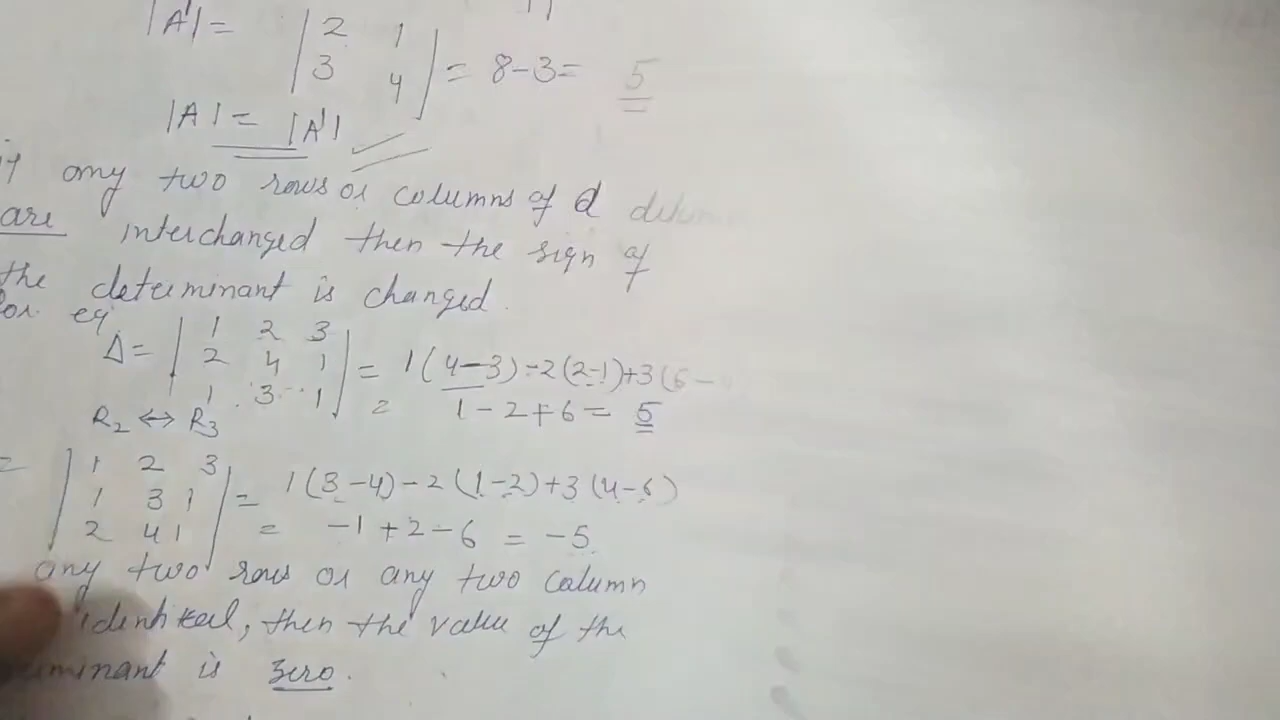 |A'| = | 2 1 |
| 3 4 | = 8-3= 5
|A| = |A'|
if any two rows or columns of a
are interchanged then the sign of
the determinant is changed.
for eg
Δ = | 1 2 3 |
| 2 4 1 | = 1(4-3)-2(2-1)+3(6-4
| 1 3 1 | = 1-2+6= 5
R2 ↔ R3
= | 1 2 3 |
| 1 3 1 | = 1(3-4)-2(1-2)+3(4-6)
| 2 4 1 | = -1+2-6 = -5
any two rows or any two column
identical, then the value of the
minant is zero.